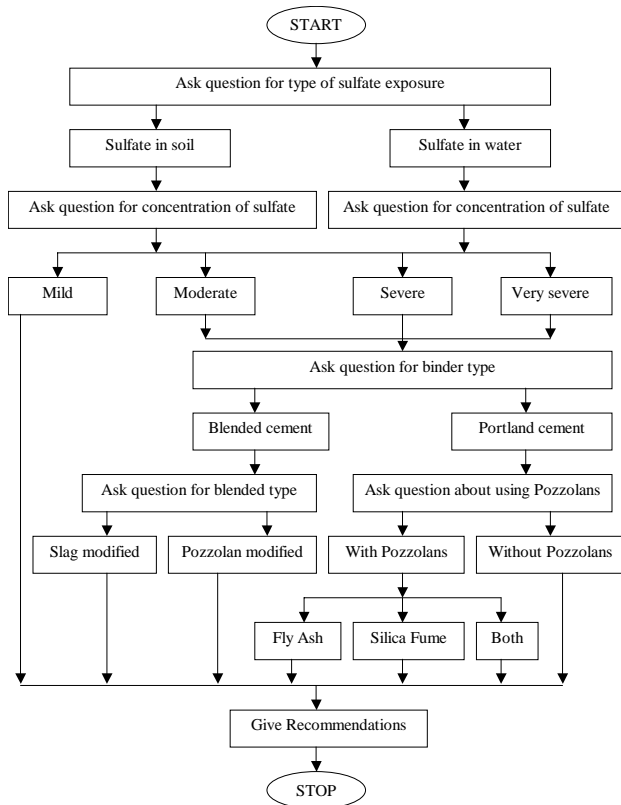 START
Ask question for type of sulfate exposure
Sulfate in soil
Sulfate in water
Ask question for concentration of sulfate
Ask question for concentration of sulfate
Mild
Moderate
Severe
Very severe
Ask question for binder type
Blended cement
Portland cement
Ask question for blended type
Ask question about using Pozzolans
Slag modified
Pozzolan modified
With Pozzolans
Without Pozzolans
Fly Ash
Silica Fume
Both
Give Recommendations
STOP